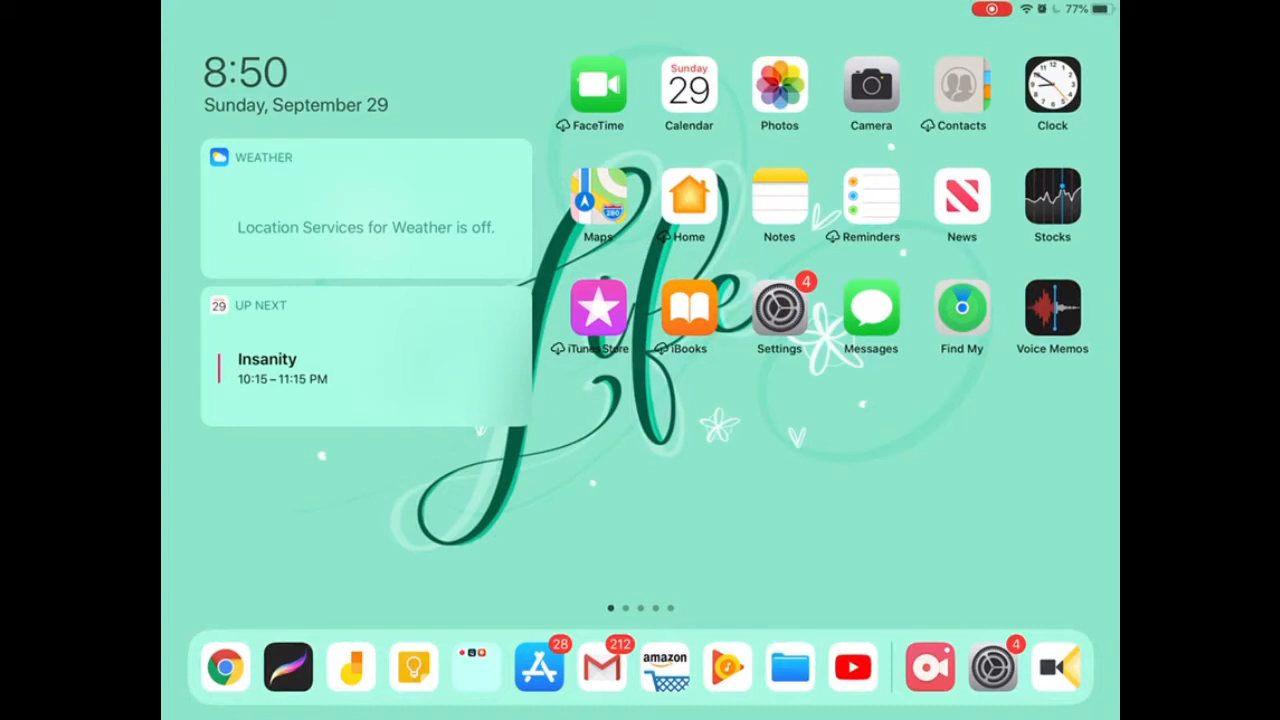 77%
8:50
Sunday, September 29
WEATHER
Location Services for Weather is off.
29 UP NEXT
Insanity
10:15 – 11:15 PM
Sunday
29
FaceTime Calendar Photos Camera Contacts Clock
280
Maps Home Notes Reminders News Stocks
4
iTunes Store iBooks Settings Messages Find My Voice Memos
life
28 212 4
amazon